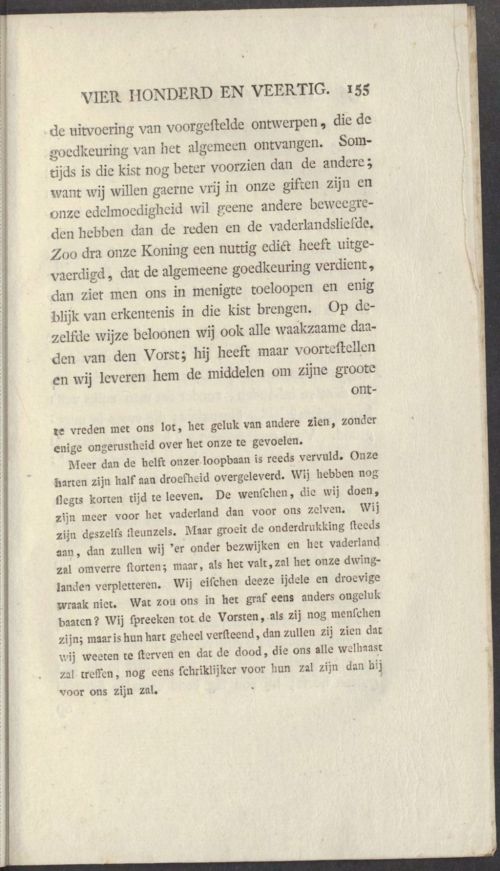 VIER HONDERD EN VEERTIG. 155
de uitvoering van voorgeſtelde ontwerpen, die de
goedkeuring van het algemeen ontvangen. Som-
tijds is die kist nog beter voorzien dan de andere;
want wij willen gaerne vrij in onze giften zijn en
onze edelmoedigheid wil geene andere beweegre-
den hebben dan de reden en de vaderlandsliefde.
Zoo dra onze Koning een nuttig edict heeft uitge-
vaerdigd, dat de algemeene goedkeuring verdient,
dan ziet men ons in menigte toeloopen en enig
blijk van erkentenis in die kist brengen. Op de-
zelfde wijze beloonen wij ook alle waakzaame daa-
den van den Vorst; hij heeft maar voorteſtellen
en wij leveren hem de middelen om zijne groote
ont-
te vreden met ons lot, het geluk van andere zien, zonder
enige ongerustheid over het onze te gevoelen.
Meer dan de helft onzer loopbaan is reeds vervuld. Onze
harten zijn half aan droefheid overgeleverd. Wij hebben nog
ſlegts korten tijd te leeven. De wenſchen, die wij doen,
zijn meer voor het vaderland dan voor ons zelven. Wij
zijn deszelfs ſteunzels. Maar groeit de onderdrukking ſteeds
aan, dan zullen wij 'er onder bezwijken en het vaderland
zal omverre ſtorten; maar, als het valt, zal het onze dwing-
landen verpletteren. Wij eiſchen deeze ijdele en droevige
wraak niet. Wat zou ons in het graf eens anders ongeluk
baaten? Wij ſpreeken tot de Vorsten, als zij nog menſchen
zijn; maar is hun hart geheel verſteend, dan zullen zij zien dat
wij weeten te ſterven en dat de dood, die ons alle welhaast
zal treffen, nog eens ſchriklijker voor hun zal zijn dan hij
voor ons zijn zal.